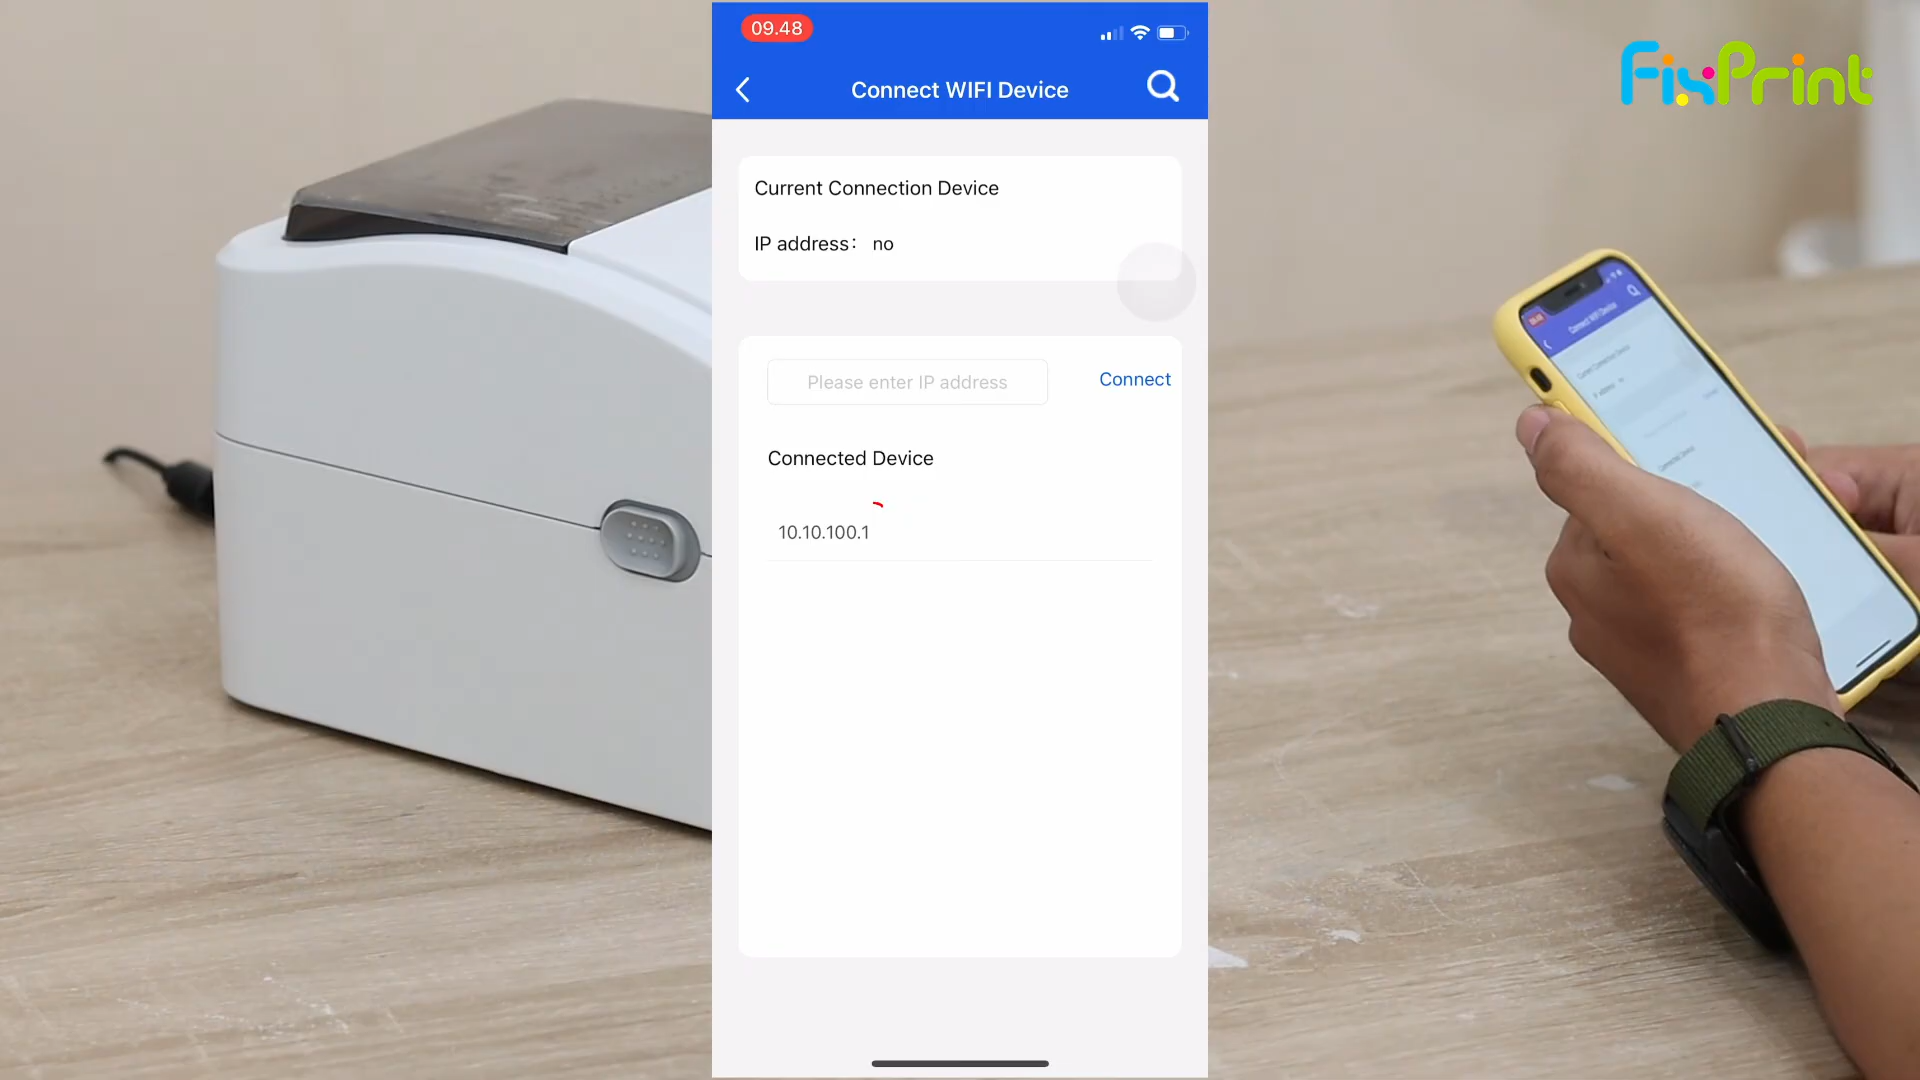 09.48
Connect WIFI Device
FixPrint
Current Connection Device
IP address: no
Please enter IP address
Connect
Connected Device
10.10.100.1